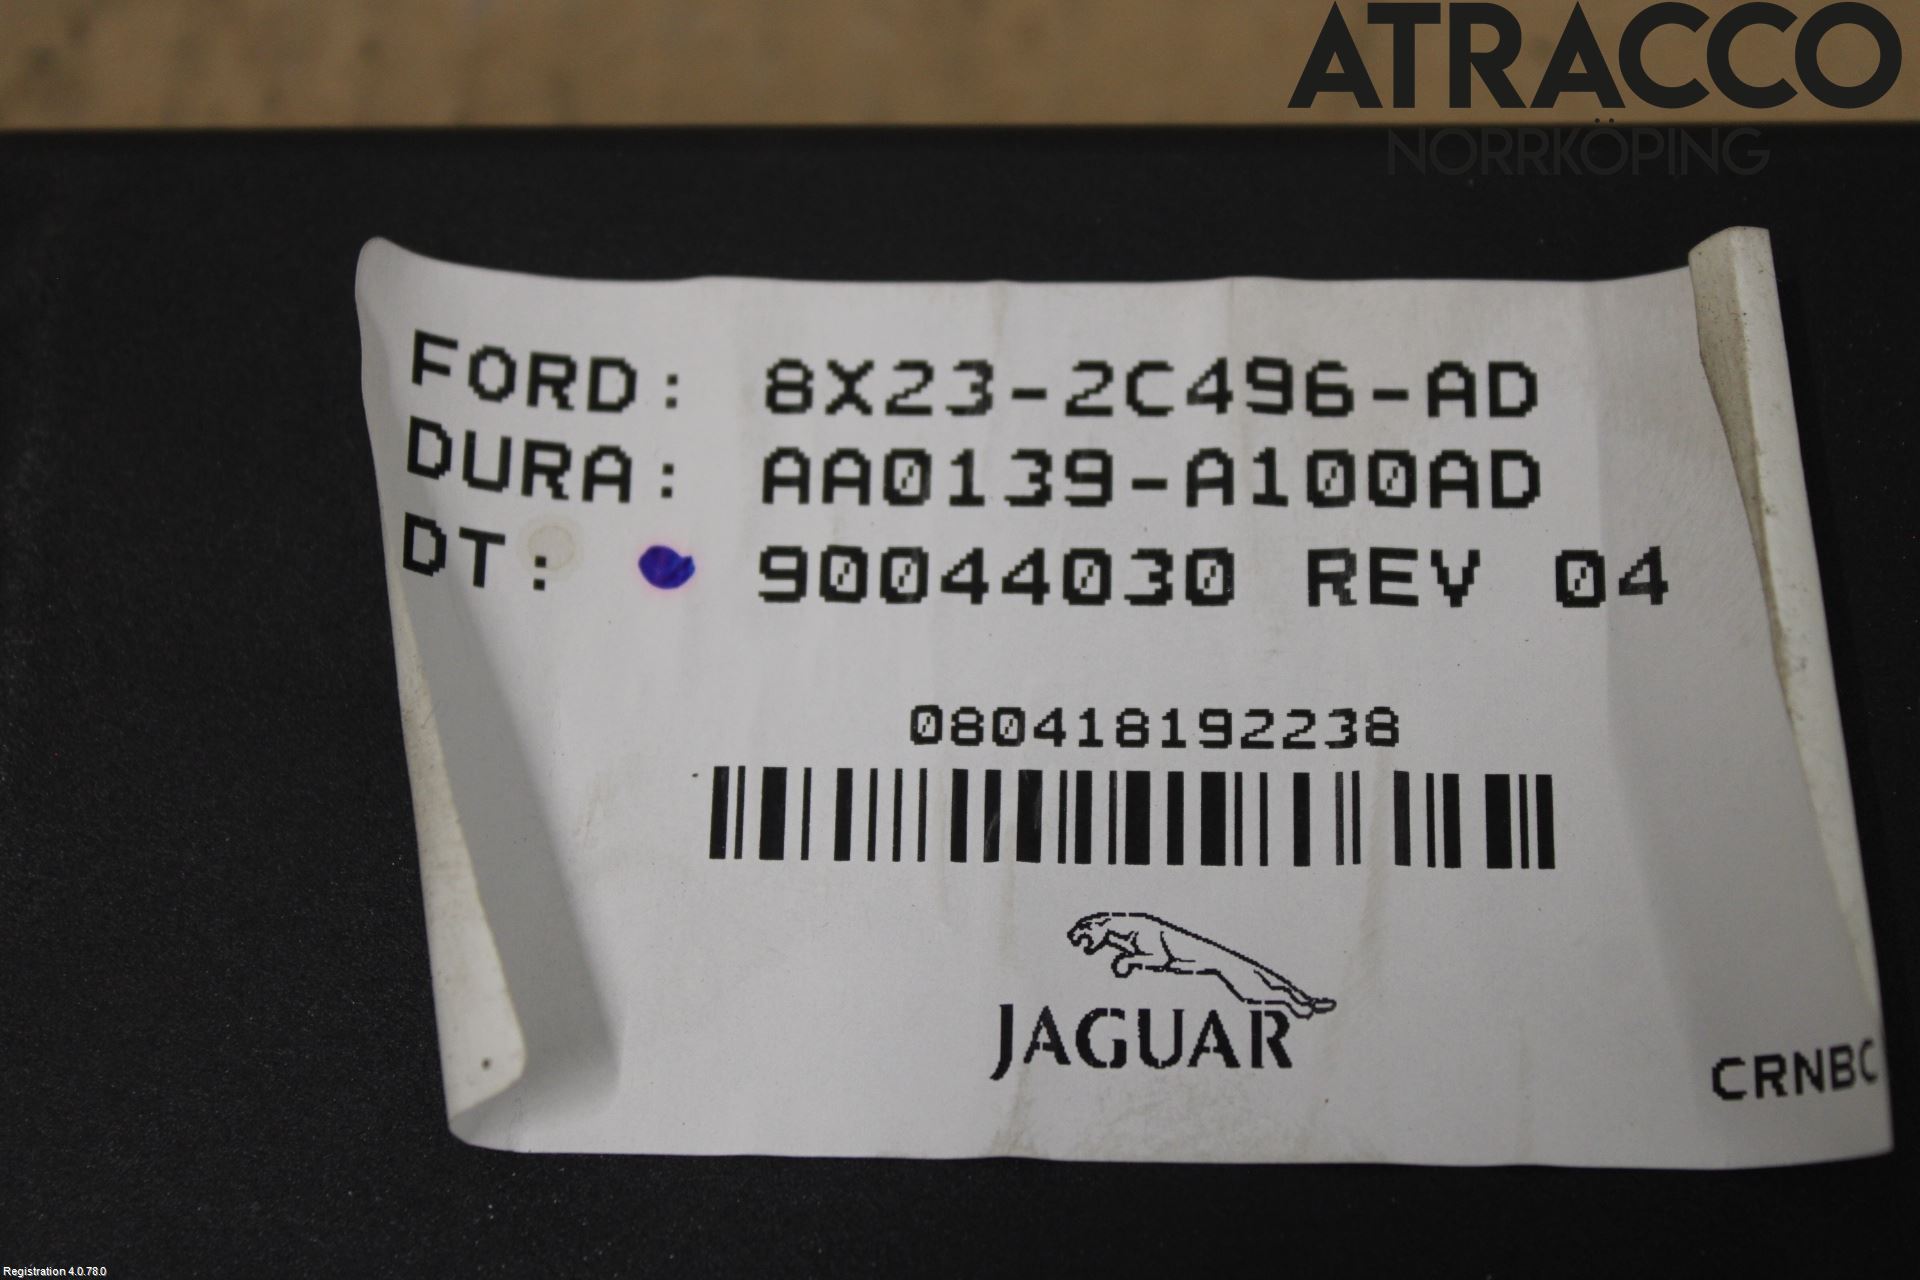 ATRACCO
NORRKÖPING
FORD: 8X23-2C496-AD
DURA: AA0139-A100AD
DT: 90044030 REV 04
080418192238
JAGUAR
CRNBC
Registration 4.0.78.0